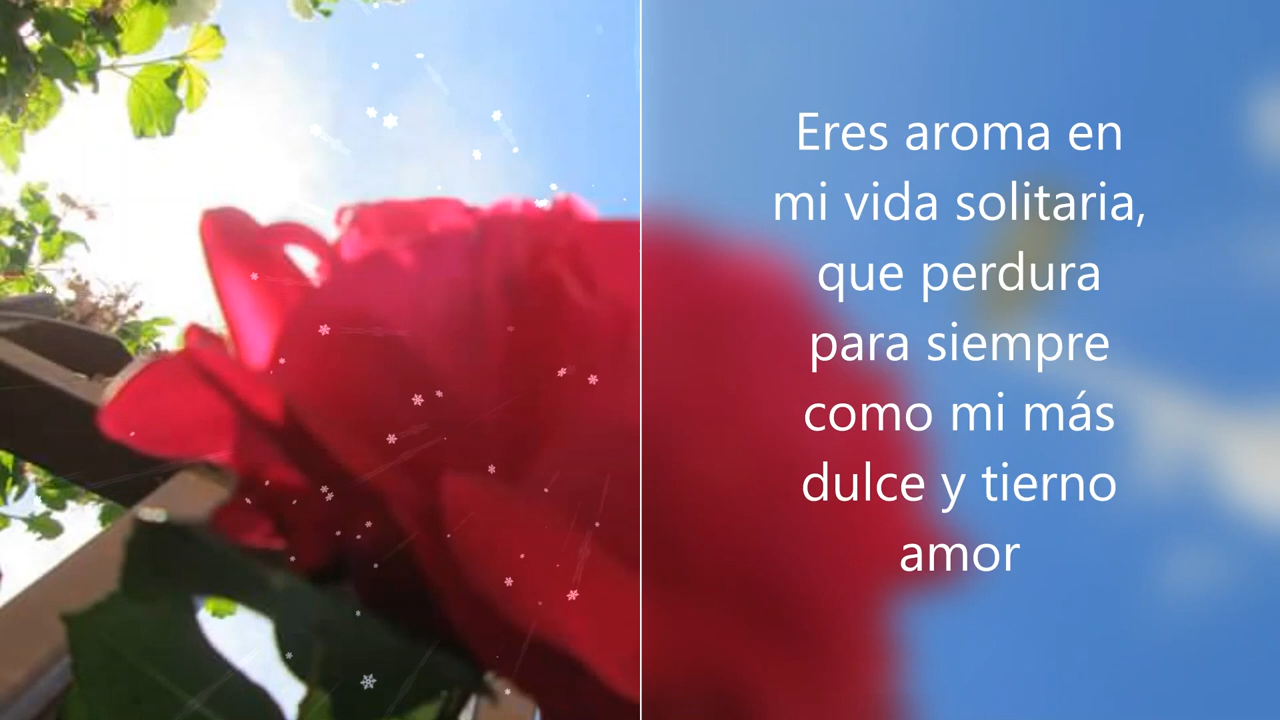 Eres aroma en
mi vida solitaria,
que perdura
para siempre
como mi más
dulce y tierno
amor